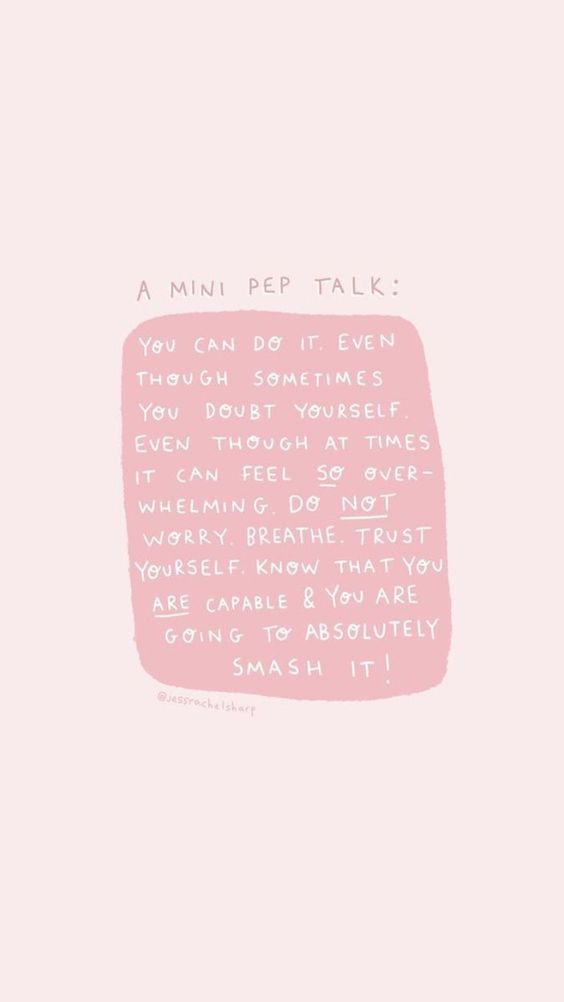 A MINI PEP TALK:
YOU CAN DO IT. EVEN
THOUGH SOMETIMES
YOU DOUBT YOURSELF.
EVEN THOUGH AT TIMES
IT CAN FEEL SO OVER-
WHELMING. DO NOT
WORRY. BREATHE. TRUST
YOURSELF. KNOW THAT YOU
ARE CAPABLE & YOU ARE
GOING TO ABSOLUTELY
SMASH IT!
@jessrachelsharp